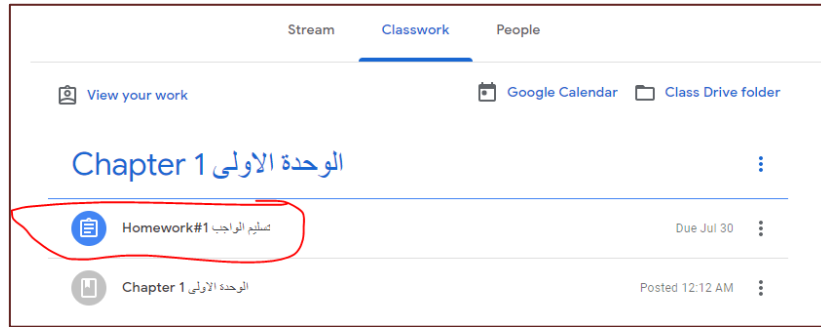 Stream Classwork People
View your work Google Calendar Class Drive folder
Chapter 1 الوحدة الاولى
Homework#1 تسليم الواجب Due Jul 30
Chapter 1 الوحدة الاولى Posted 12:12 AM